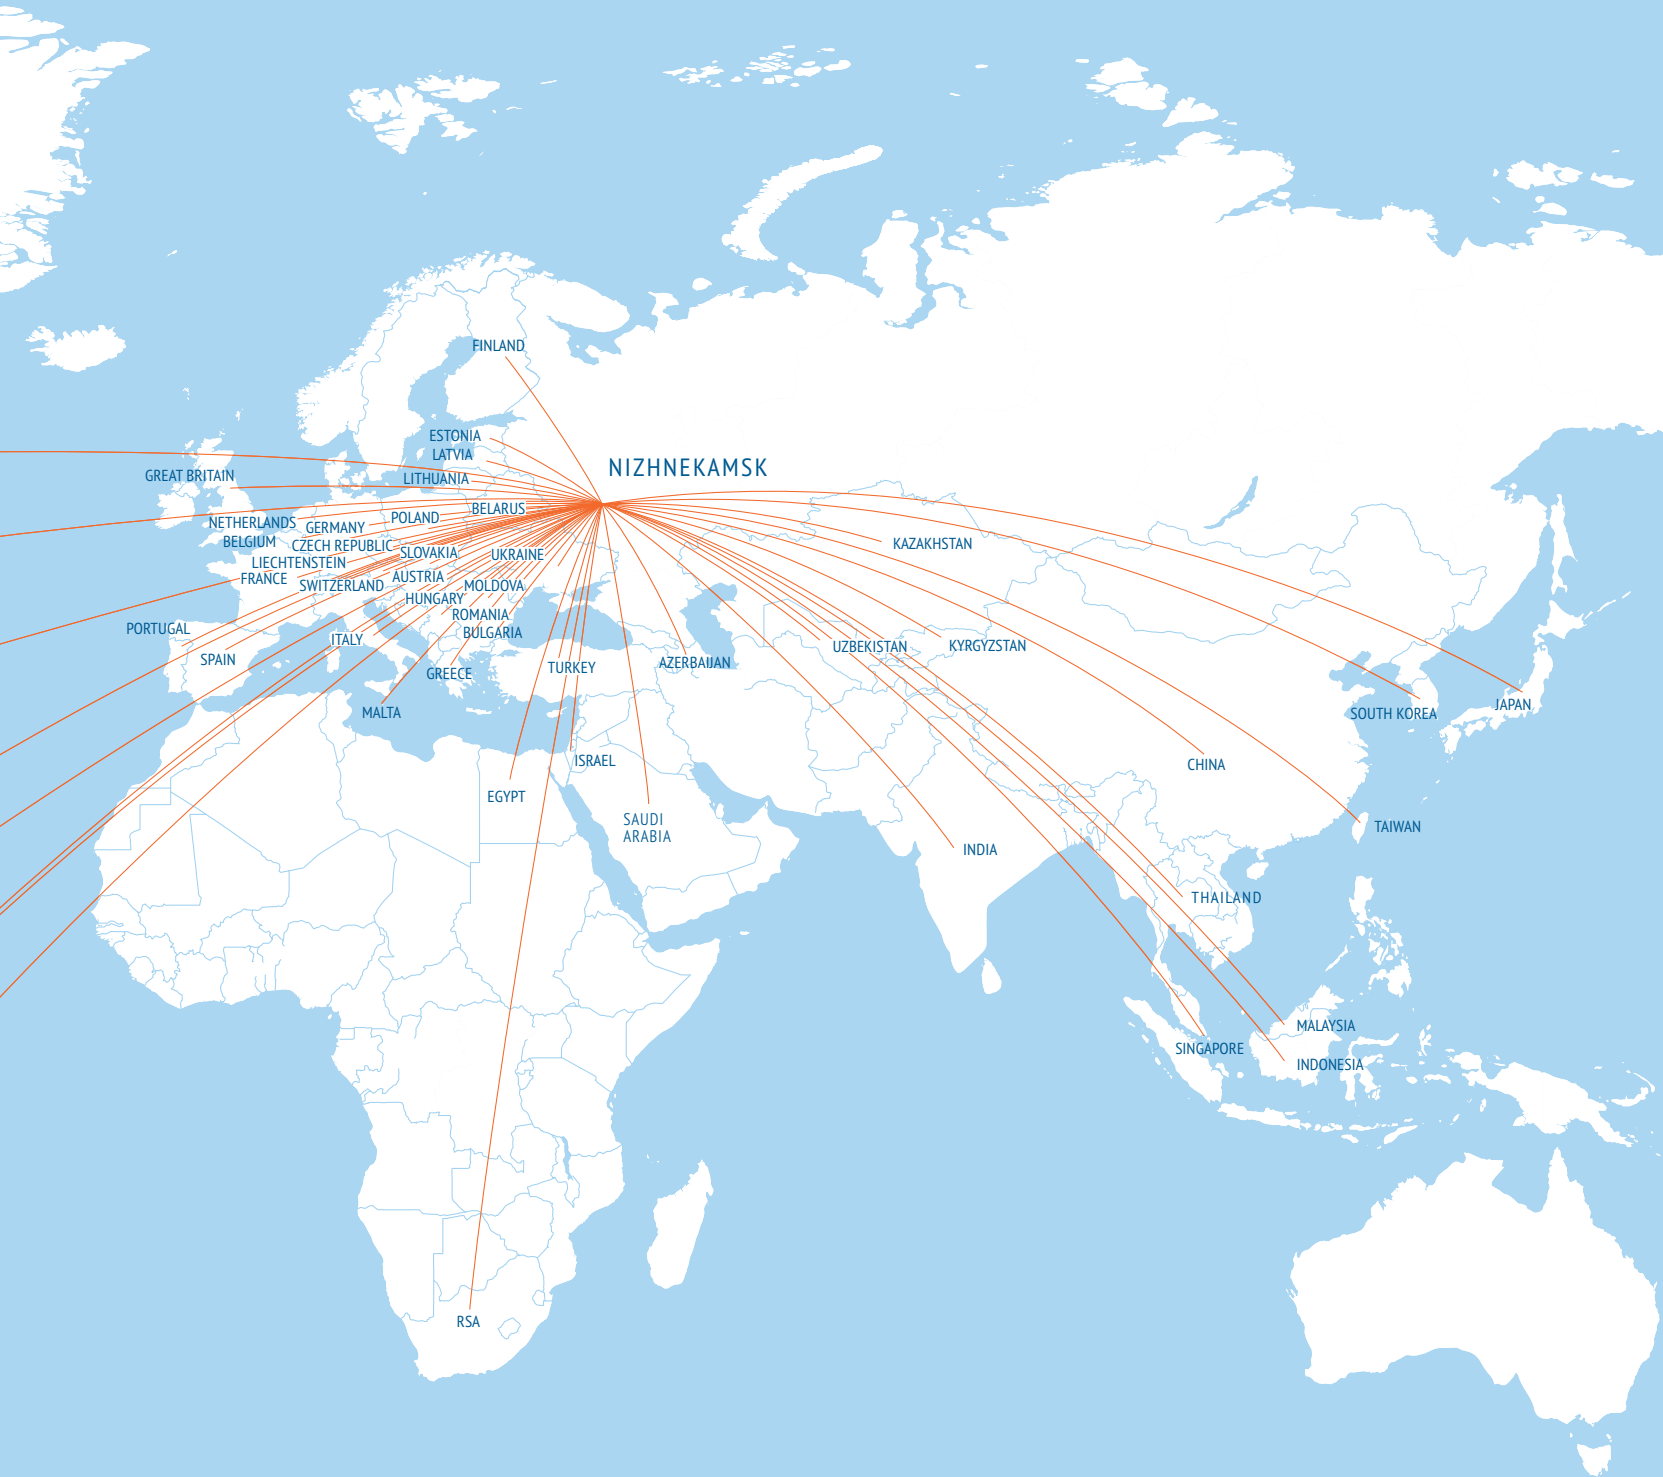 FINLAND
ESTONIA
LATVIA
NIZHNEKAMSK
GREAT BRITAIN
LITHUANIA
BELARUS
POLAND
NETHERLANDS
GERMANY
BELGIUM
CZECH REPUBLIC
KAZAKHSTAN
SLOVAKIA
UKRAINE
LIECHTENSTEIN
FRANCE
AUSTRIA
SWITZERLAND
MOLDOVA
HUNGARY
ROMANIA
PORTUGAL
BULGARIA
ITALY
UZBEKISTAN
KYRGYZSTAN
SPAIN
AZERBAIJAN
TURKEY
GREECE
JAPAN
MALTA
SOUTH KOREA
ISRAEL
CHINA
EGYPT
SAUDI
ARABIA
TAIWAN
INDIA
THAILAND
MALAYSIA
SINGAPORE
INDONESIA
RSA